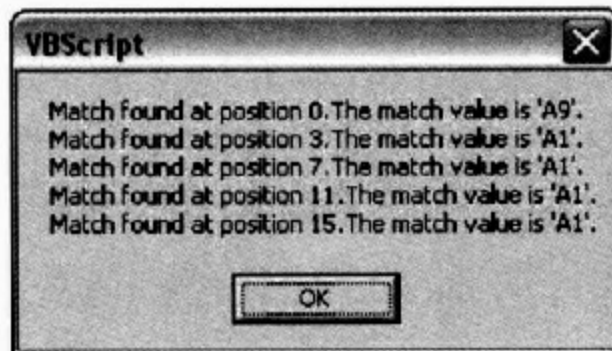 VBScript
Match found at position 0.The match value is 'A9'.
Match found at position 3.The match value is 'A1'.
Match found at position 7.The match value is 'A1'.
Match found at position 11.The match value is 'A1'.
Match found at position 15.The match value is 'A1'.
OK